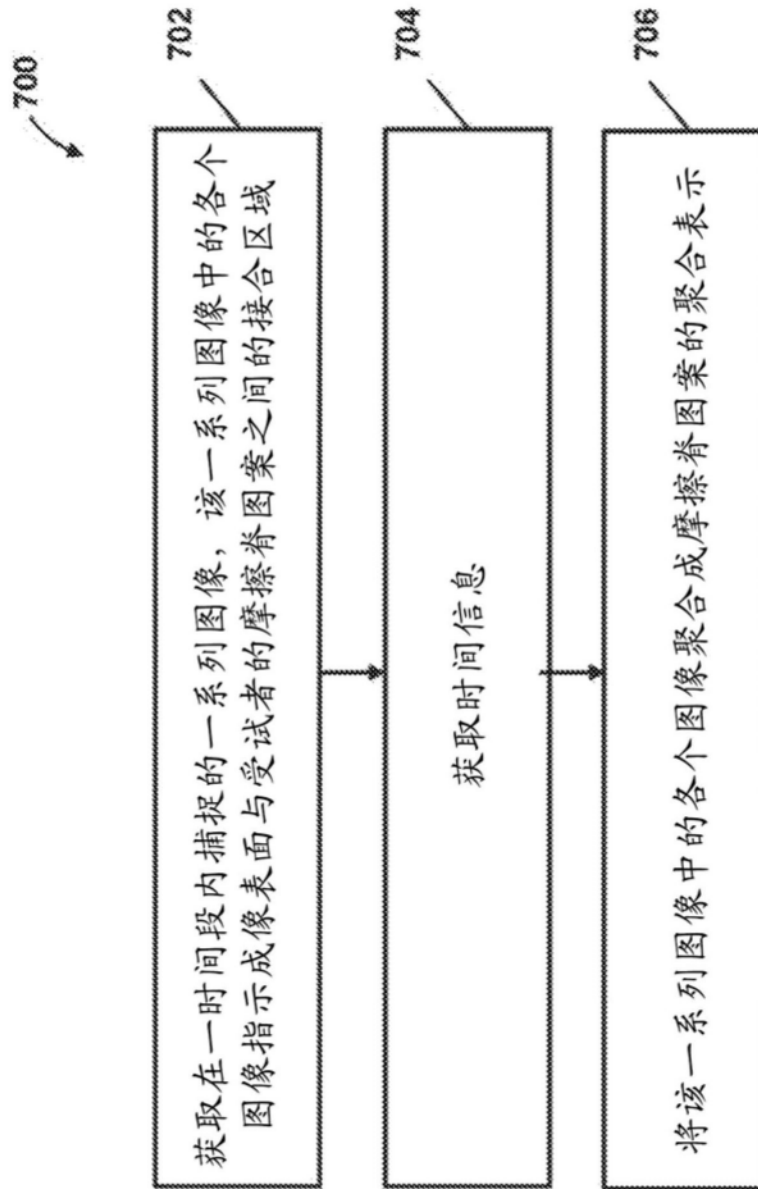 700
获取在一时间段内捕捉的一系列图像，该一系列图像中的各个
图像指示成像表面与受试者的摩擦脊图案之间的接合区域
702
获取时间信息
704
将该一系列图像中的各个图像聚合成摩擦脊图案的聚合表示
706